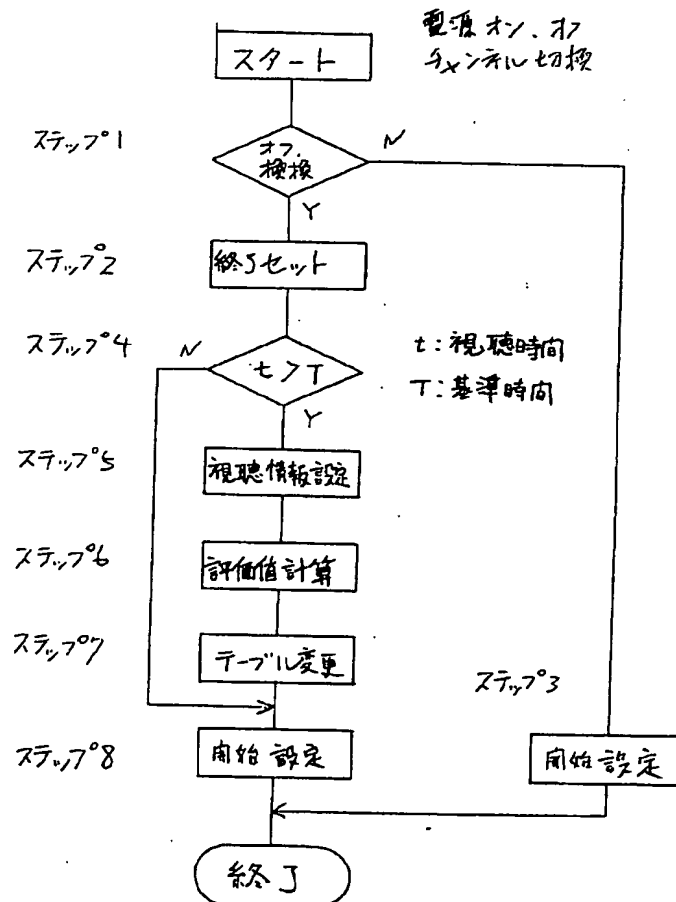 電源オン、オフ
チャンネル切換
スタート
ステップ1
オフ、
換換
N
Y
ステップ2
終了セット
ステップ4
N
t>T
Y
t:視聴時間
T:基準時間
ステップ5
視聴情報設定
ステップ6
評価値計算
ステップ7
テーブル変更
ステップ3
ステップ8
開始設定
開始設定
終了